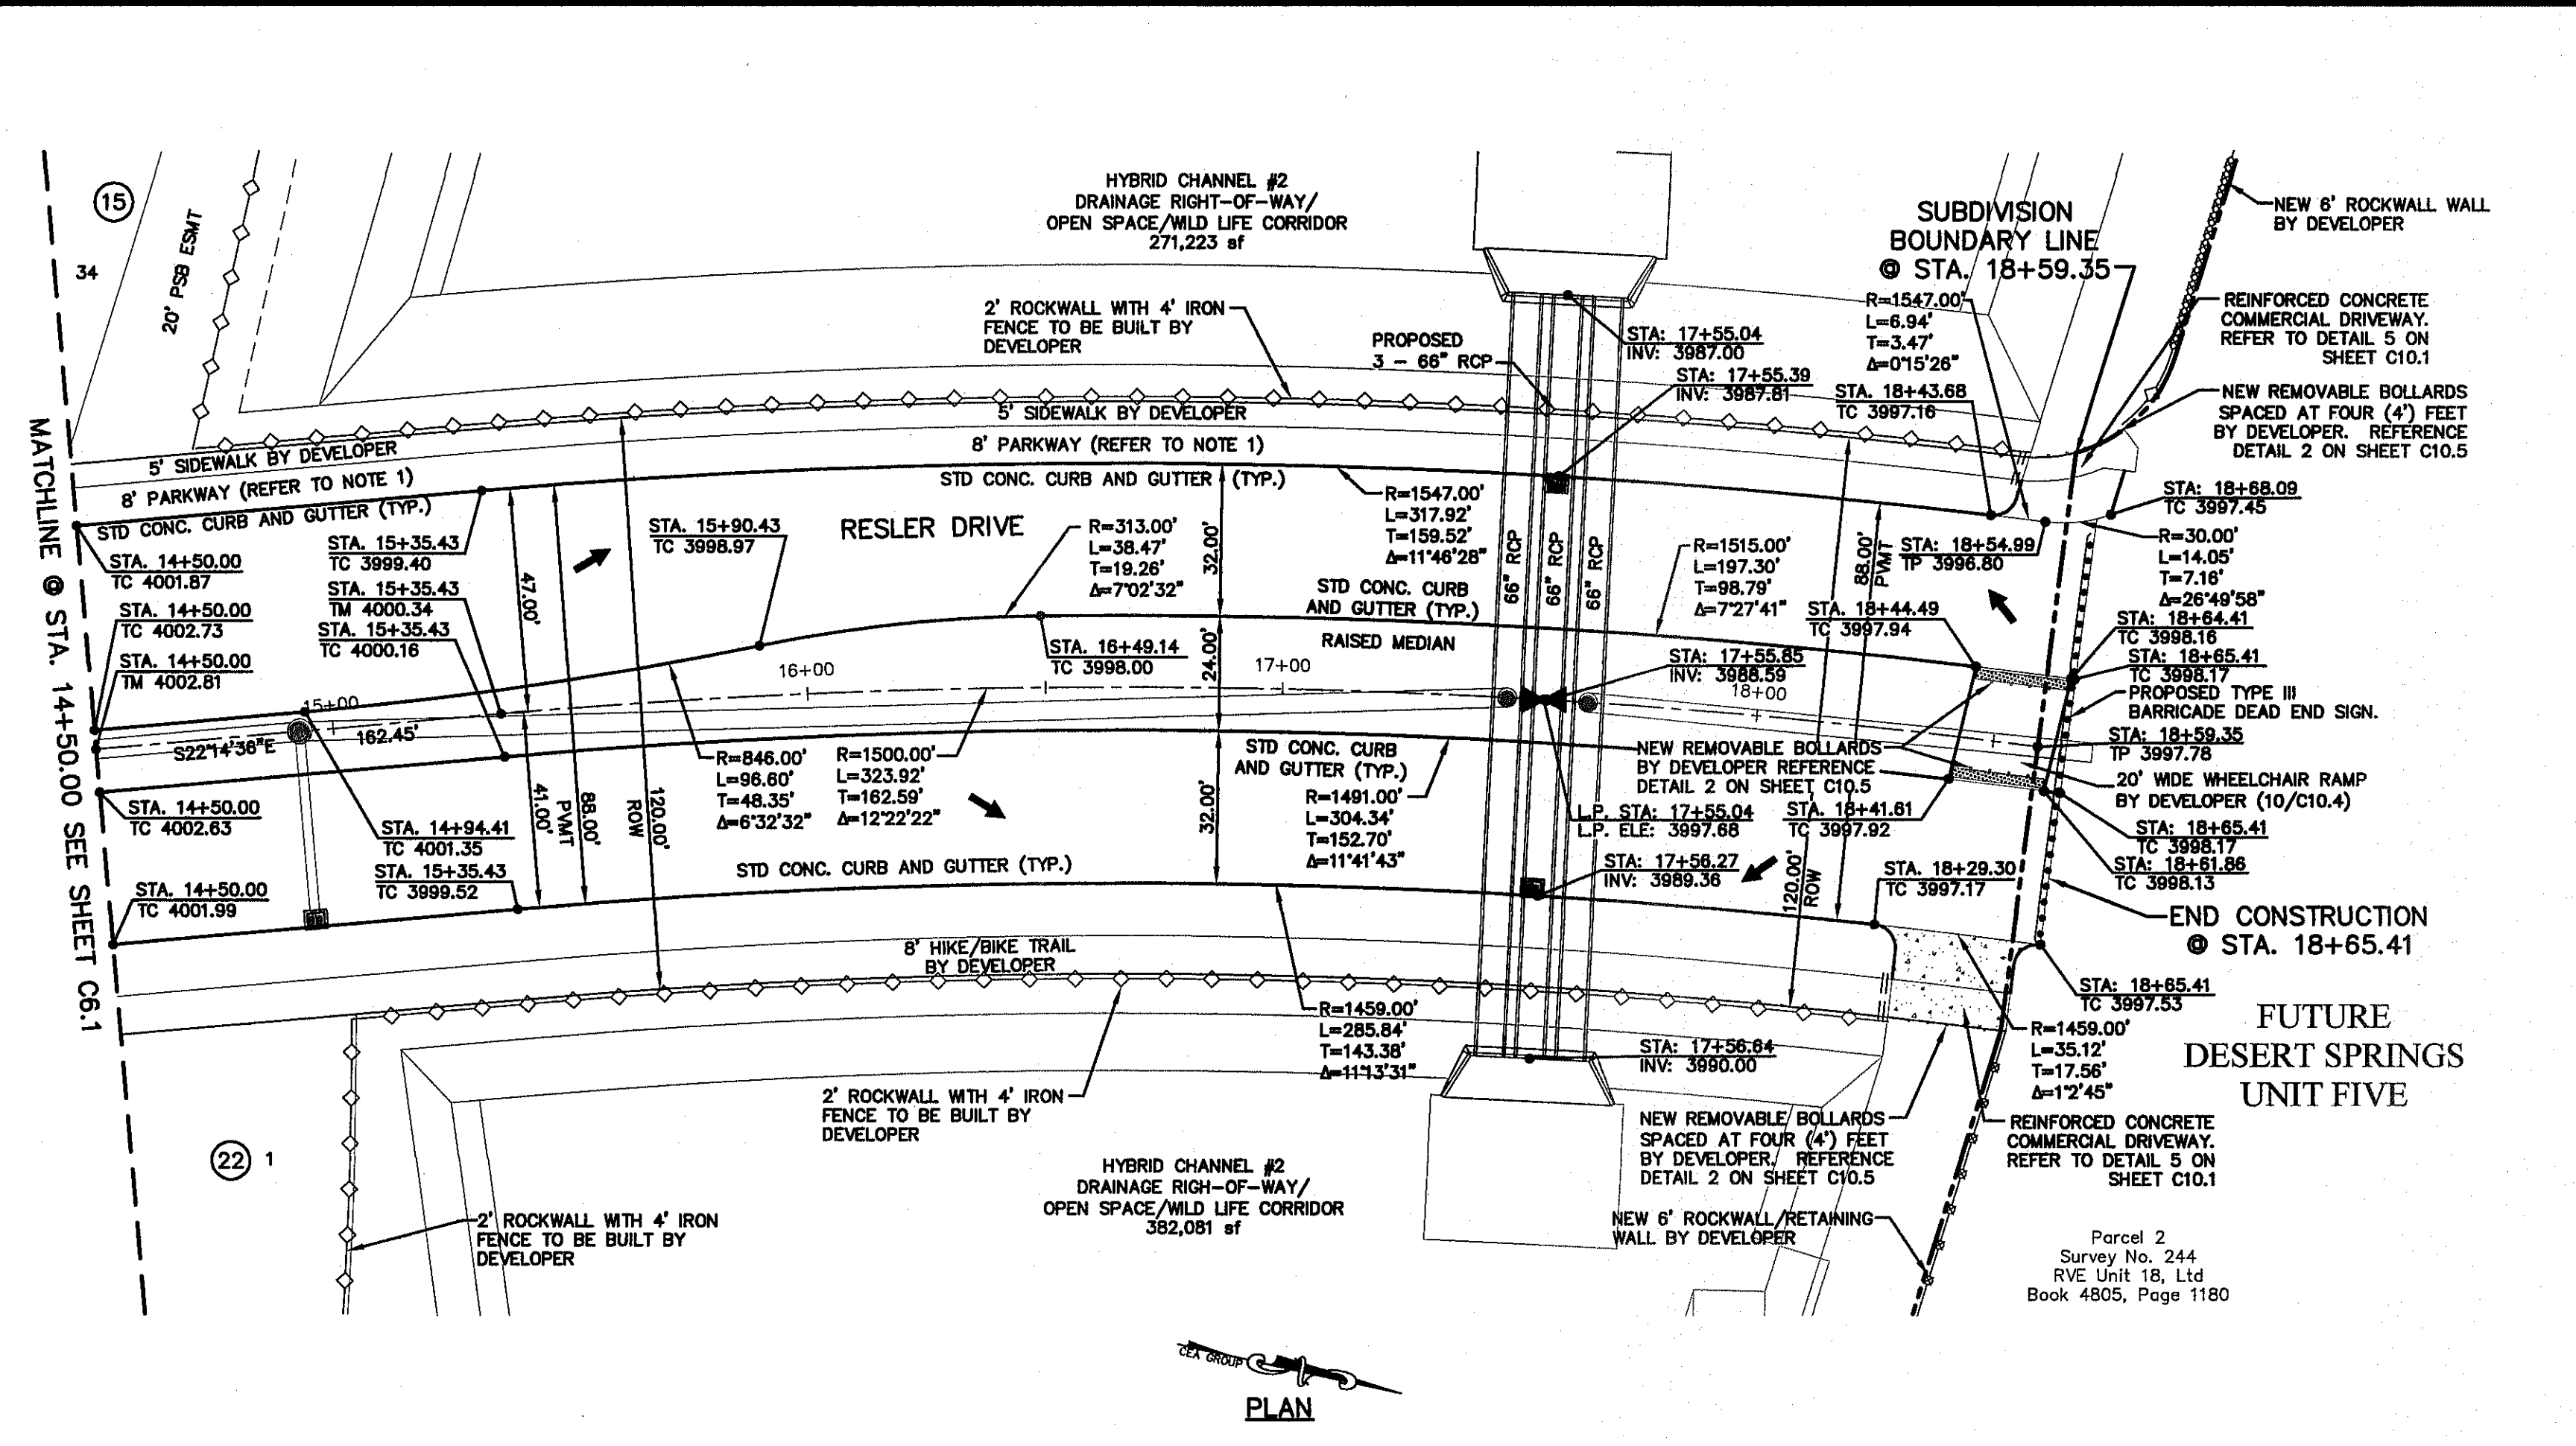 HYBRID CHANNEL #2
DRAINAGE RIGHT-OF-WAY/
OPEN SPACE/WILD LIFE CORRIDOR
271,223 sf
15
34
20' PSB ESMT
MATCHLINE @ STA. 14+50.00 SEE SHEET C6.1
2' ROCKWALL WITH 4' IRON
FENCE TO BE BUILT BY
DEVELOPER
PROPOSED
3 - 66" RCP
STA: 17+55.04
INV: 3987.00
STA: 17+55.39
INV: 3987.81
SUBDIVISION
BOUNDARY LINE
@ STA. 18+59.35
R=1547.00'
L=6.94'
T=3.47'
Δ=0°15'26"
STA. 18+43.68
TC 3997.16
NEW 6' ROCKWALL WALL
BY DEVELOPER
REINFORCED CONCRETE
COMMERCIAL DRIVEWAY.
REFER TO DETAIL 5 ON
SHEET C10.1
NEW REMOVABLE BOLLARDS
SPACED AT FOUR (4') FEET
BY DEVELOPER. REFERENCE
DETAIL 2 ON SHEET C10.5
5' SIDEWALK BY DEVELOPER
8' PARKWAY (REFER TO NOTE 1)
STD CONC. CURB AND GUTTER (TYP.)
5' SIDEWALK BY DEVELOPER
8' PARKWAY (REFER TO NOTE 1)
STD CONC. CURB AND GUTTER (TYP.)
STA. 14+50.00
TC 4001.87
STA. 14+50.00
TC 4002.73
STA. 14+50.00
TM 4002.81
STA. 15+35.43
TC 3999.40
STA. 15+35.43
TM 4000.34
STA. 15+35.43
TC 4000.16
47.00'
STA. 15+90.43
TC 3998.97
RESLER DRIVE
R=313.00'
L=38.47'
T=19.26'
Δ=7°02'32"
32.00'
R=1547.00'
L=317.92'
T=159.52'
Δ=11°46'28"
STD CONC. CURB
AND GUTTER (TYP.)
RAISED MEDIAN
66" RCP
66" RCP
66" RCP
R=1515.00'
L=197.30'
T=98.79'
Δ=7°27'41"
88.00'
PVMT
STA: 18+54.99
TP 3996.80
STA. 18+44.49
TC 3997.94
STA: 18+68.09
TC 3997.45
R=30.00'
L=14.05'
T=7.16'
Δ=26°49'58"
STA: 18+64.41
TC 3998.16
STA: 18+65.41
TC 3998.17
PROPOSED TYPE III
BARRICADE DEAD END SIGN.
STA: 18+59.35
TP 3997.78
20' WIDE WHEELCHAIR RAMP
BY DEVELOPER (10/C10.4)
STA: 18+65.41
TC 3998.17
STA: 18+61.86
TC 3998.13
END CONSTRUCTION
@ STA. 18+65.41
15+00
S22°14'36"E
162.45'
16+00
STA. 16+49.14
TC 3998.00
24.00'
17+00
STA: 17+55.85
INV: 3988.59
18+00
STA. 14+50.00
TC 4002.63
STA. 14+94.41
TC 4001.35
41.00'
PVMT
88.00'
ROW
120.00'
R=846.00'
L=96.60'
T=48.35'
Δ=6°32'32"
R=1500.00'
L=323.92'
T=162.59'
Δ=12°22'22"
32.00'
STD CONC. CURB
AND GUTTER (TYP.)
R=1491.00'
L=304.34'
T=152.70'
Δ=11°41'43"
NEW REMOVABLE BOLLARDS
BY DEVELOPER REFERENCE
DETAIL 2 ON SHEET C10.5
L.P. STA: 17+55.04
L.P. ELE: 3997.68
STA. 18+41.61
TC 3997.92
STA: 17+56.27
INV: 3989.36
120.00'
ROW
STA. 18+29.30
TC 3997.17
STA. 14+50.00
TC 4001.99
STA. 15+35.43
TC 3999.52
STD CONC. CURB AND GUTTER (TYP.)
8' HIKE/BIKE TRAIL
BY DEVELOPER
R=1459.00'
L=285.84'
T=143.38'
Δ=11°13'31"
STA: 17+56.64
INV: 3990.00
STA: 18+65.41
TC 3997.53
R=1459.00'
L=35.12'
T=17.56'
Δ=1°2'45"
FUTURE
DESERT SPRINGS
UNIT FIVE
2' ROCKWALL WITH 4' IRON
FENCE TO BE BUILT BY
DEVELOPER
NEW REMOVABLE BOLLARDS
SPACED AT FOUR (4') FEET
BY DEVELOPER. REFERENCE
DETAIL 2 ON SHEET C10.5
REINFORCED CONCRETE
COMMERCIAL DRIVEWAY.
REFER TO DETAIL 5 ON
SHEET C10.1
22
1
2' ROCKWALL WITH 4' IRON
FENCE TO BE BUILT BY
DEVELOPER
HYBRID CHANNEL #2
DRAINAGE RIGH-OF-WAY/
OPEN SPACE/WILD LIFE CORRIDOR
382,081 sf
NEW 6' ROCKWALL/RETAINING
WALL BY DEVELOPER
Parcel 2
Survey No. 244
RVE Unit 18, Ltd
Book 4805, Page 1180
CEA GROUP
PLAN